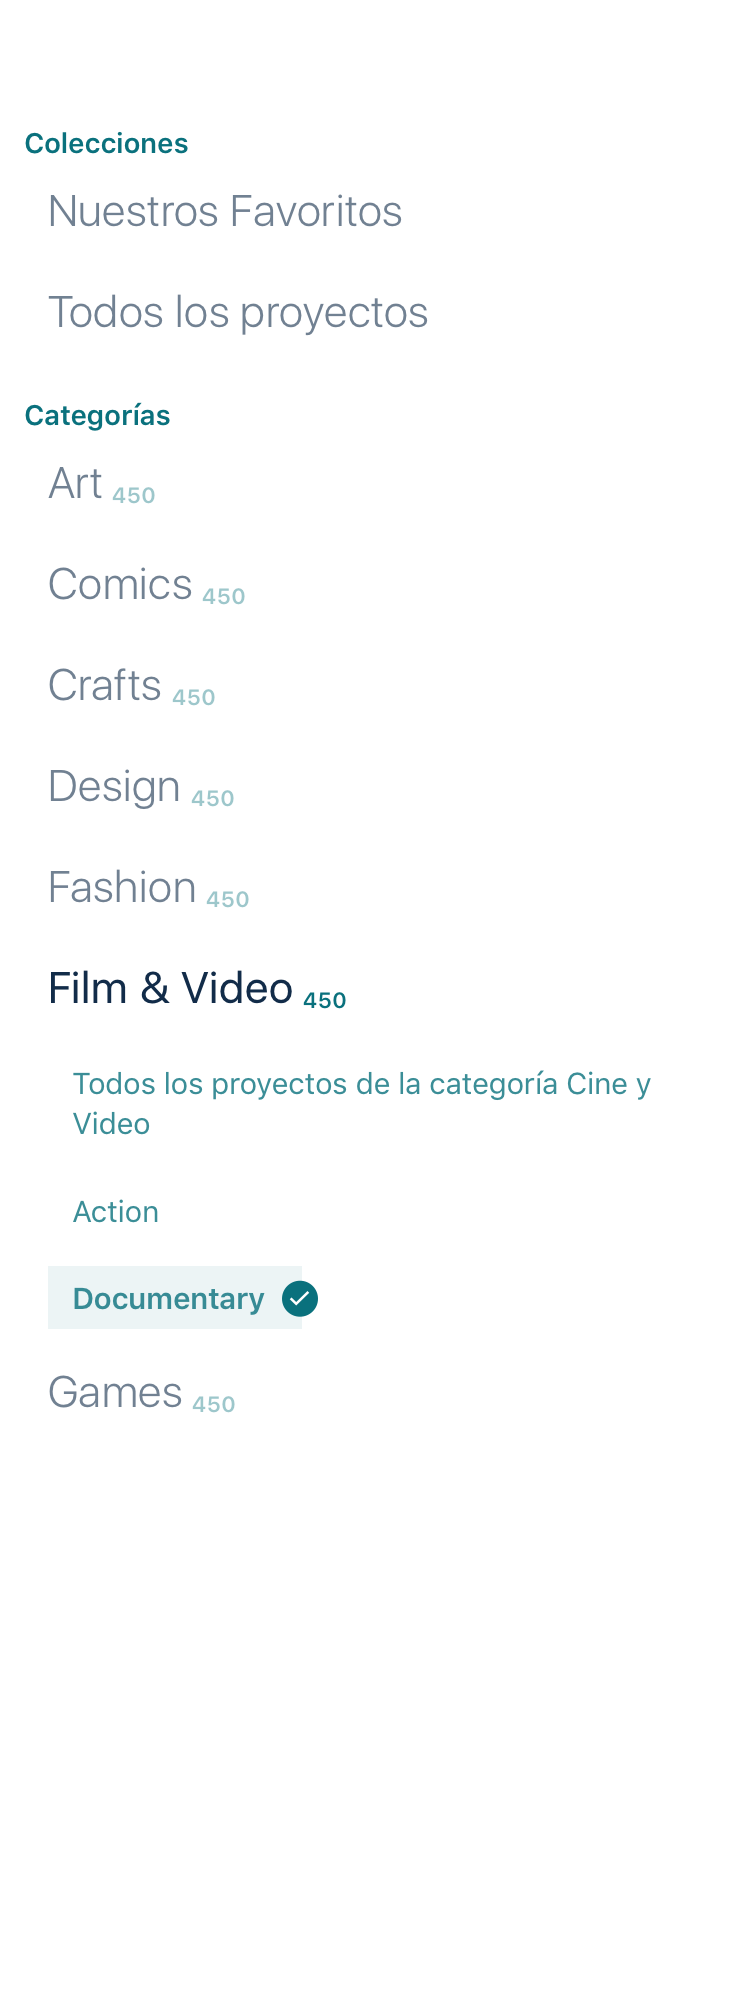 Colecciones
Nuestros Favoritos
Todos los proyectos
Categorías
Art 450
Comics 450
Crafts 450
Design 450
Fashion 450
Film & Video 450
Todos los proyectos de la categoría Cine y
Video
Action
Documentary
Games 450